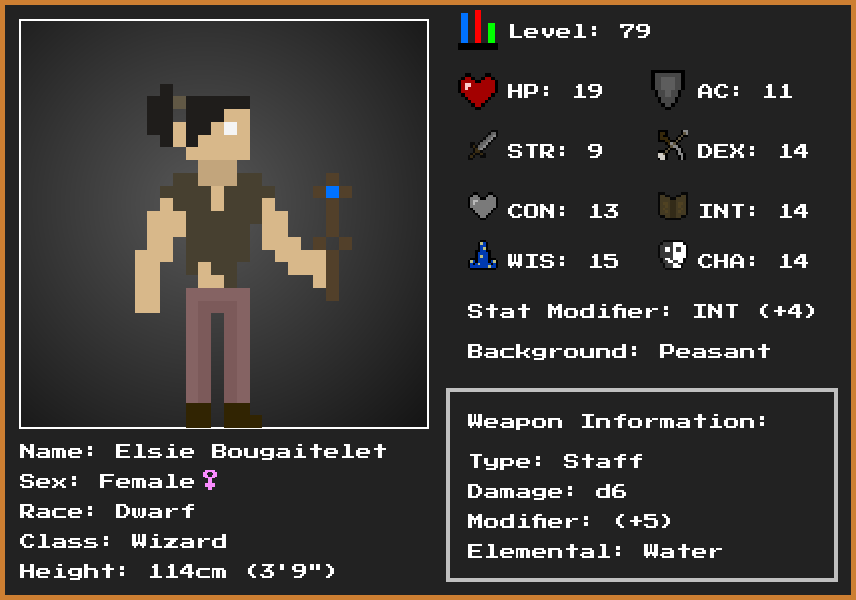 Level: 79
HP: 19
AC: 11
STR: 9
DEX: 14
CON: 13
INT: 14
WIS: 15
CHA: 14
Stat Modifier: INT (+4)
Background: Peasant
Weapon Information:
Type: Staff
Damage: d6
Modifier: (+5)
Elemental: Water
Name: Elsie Bougaitelet
Sex: Female♀
Race: Dwarf
Class: Wizard
Height: 114cm (3'9")